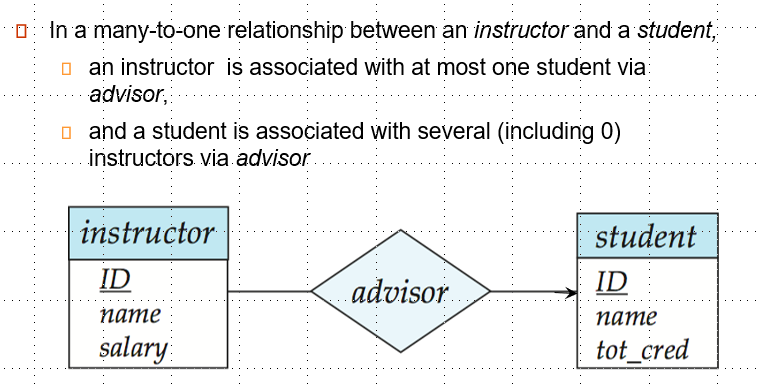 In a many-to-one relationship between an instructor and a student,
an instructor is associated with at most one student via
advisor,
and a student is associated with several (including 0)
instructors via advisor
instructor
ID
name
salary
advisor
student
ID
name
tot_cred